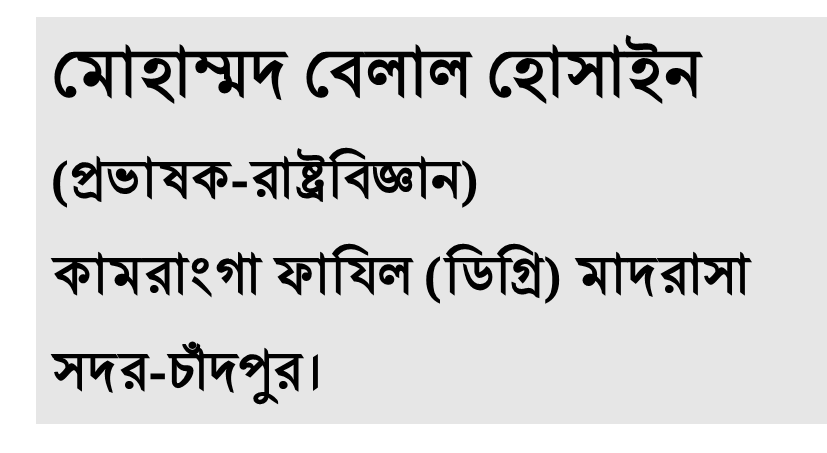 মোহাম্মদ বেলাল হোসাইন
(প্রভাষক-রাষ্ট্রবিজ্ঞান)
কামরাংগা ফাযিল (ডিগ্রি) মাদরাসা
সদর-চাঁদপুর।